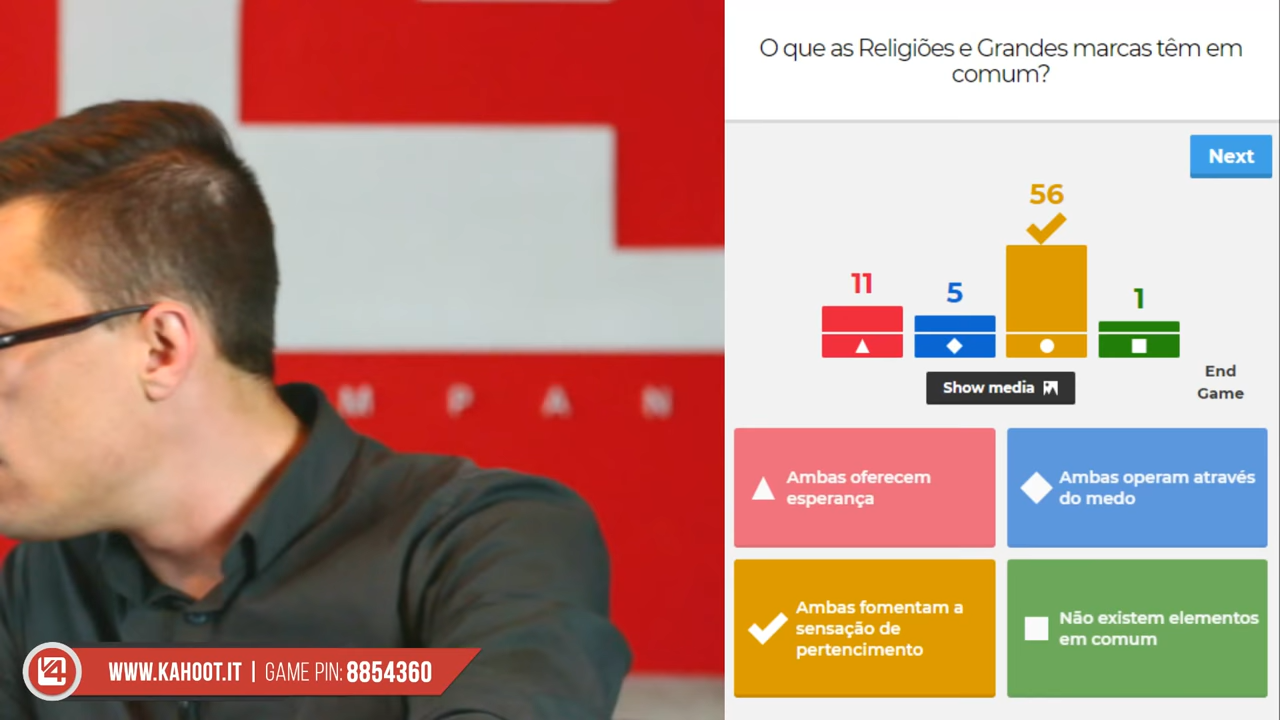 O que as Religiões e Grandes marcas têm em
comum?
Next
56
11
5
1
Show media
End
Game
Ambas oferecem
esperança
Ambas operam através
do medo
Ambas fomentam a
sensação de
pertencimento
Não existem elementos
em comum
M P A N
V4
WWW.KAHOOT.IT | GAME PIN: 8854360